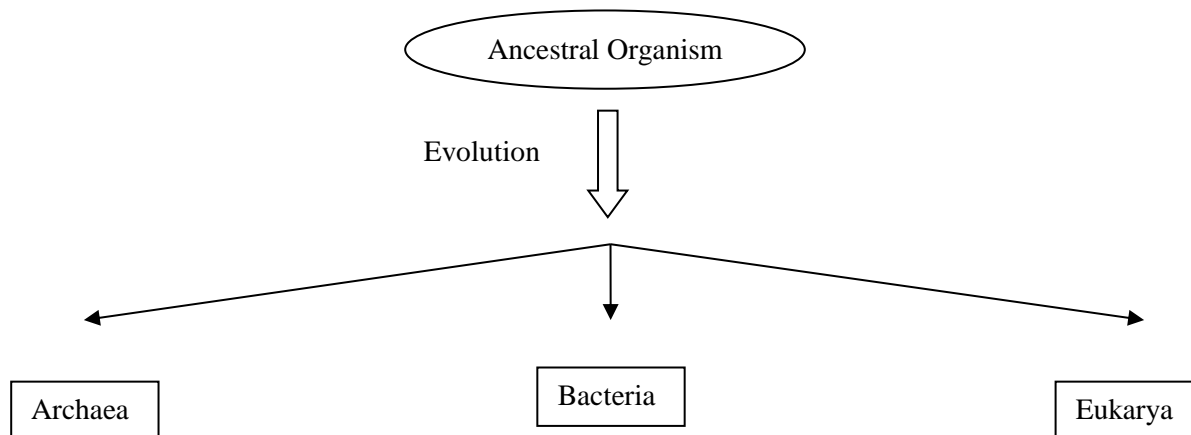 Ancestral Organism
Evolution
Archaea
Bacteria
Eukarya